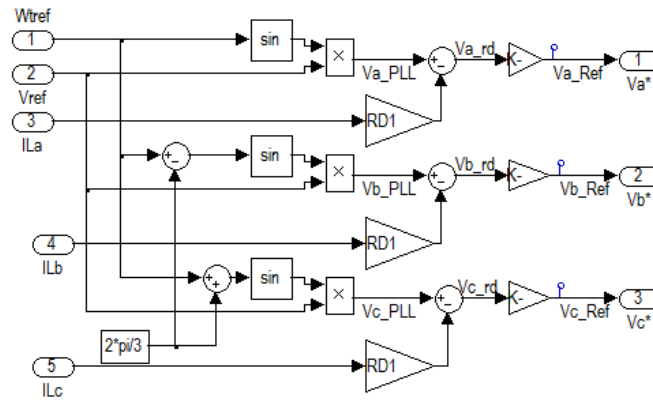 Wtref
1
sin
×
Va_PLL
Va_rd
K-
Va_Ref
1
Va*
2
Vref
3
ILa
RD1
sin
×
Vb_PLL
Vb_rd
K-
Vb_Ref
2
Vb*
4
ILb
RD1
sin
×
Vc_PLL
Vc_rd
K-
Vc_Ref
3
Vc*
2*pi/3
5
ILc
RD1